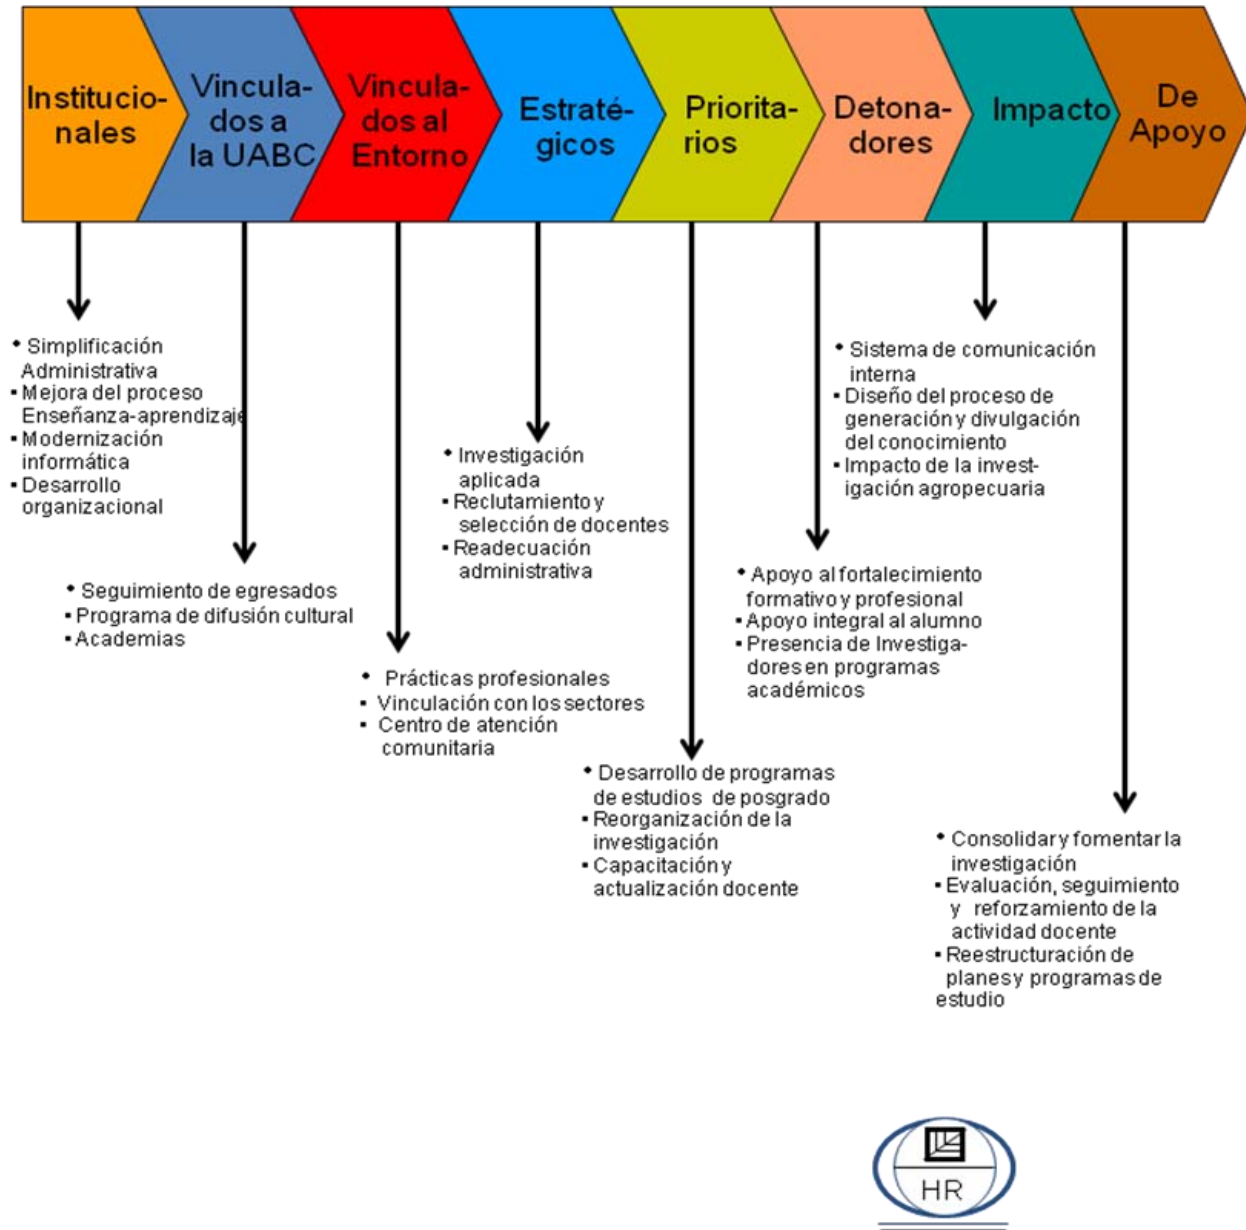 Institucio-
nales
Vincula-
dos a
la UABC
Vincula-
dos al
Entorno
Estraté-
gicos
Priorita-
rios
Detona-
dores
Impacto
De
Apoyo
• Simplificación
Administrativa
▪ Mejora del proceso
Enseñanza-aprendizaje
▪ Modernización
informática
▪ Desarrollo
organizacional
• Seguimiento de egresados
▪ Programa de difusión cultural
▪ Academias
• Prácticas profesionales
▪ Vinculación con los sectores
▪ Centro de atención
comunitaria
• Investigación
aplicada
▪ Reclutamiento y
selección de docentes
▪ Readecuación
administrativa
• Desarrollo de programas
de estudios de posgrado
▪ Reorganización de la
investigación
▪ Capacitación y
actualización docente
• Apoyo al fortalecimiento
formativo y profesional
▪ Apoyo integral al alumno
▪ Presencia de Investiga-
dores en programas
académicos
• Sistema de comunicación
interna
▪ Diseño del proceso de
generación y divulgación
del conocimiento
▪ Impacto de la invest-
igación agropecuaria
• Consolidar y fomentar la
investigación
▪ Evaluación, seguimiento
y reforzamiento de la
actividad docente
▪ Reestructuración de
planes y programas de
estudio
HR